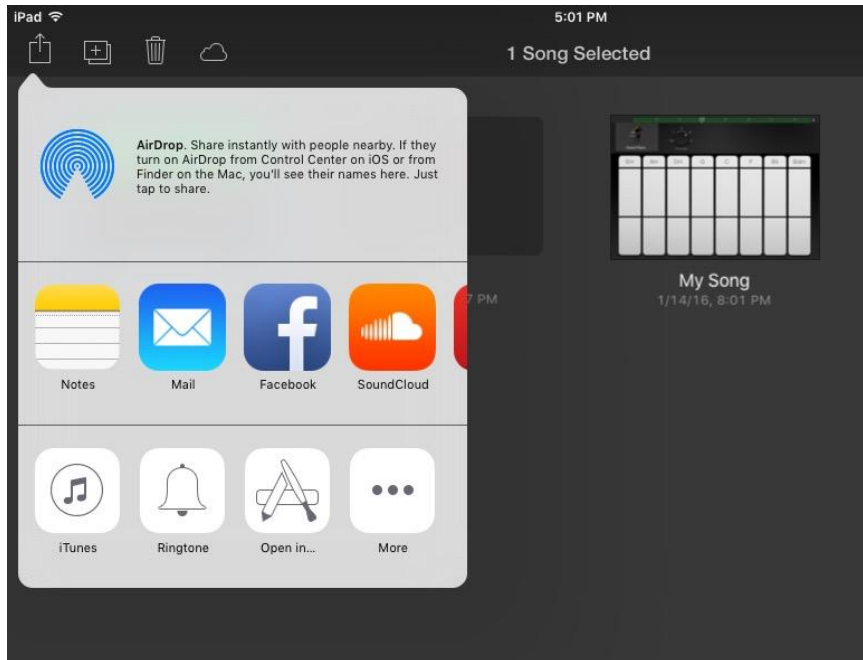 iPad 5:01 PM
1 Song Selected
AirDrop. Share instantly with people nearby. If they
turn on AirDrop from Control Center on iOS or from
Finder on the Mac, you'll see their names here. Just
tap to share.
7 PM
My Song
1/14/16, 8:01 PM
Notes Mail Facebook SoundCloud
iTunes Ringtone Open in... More